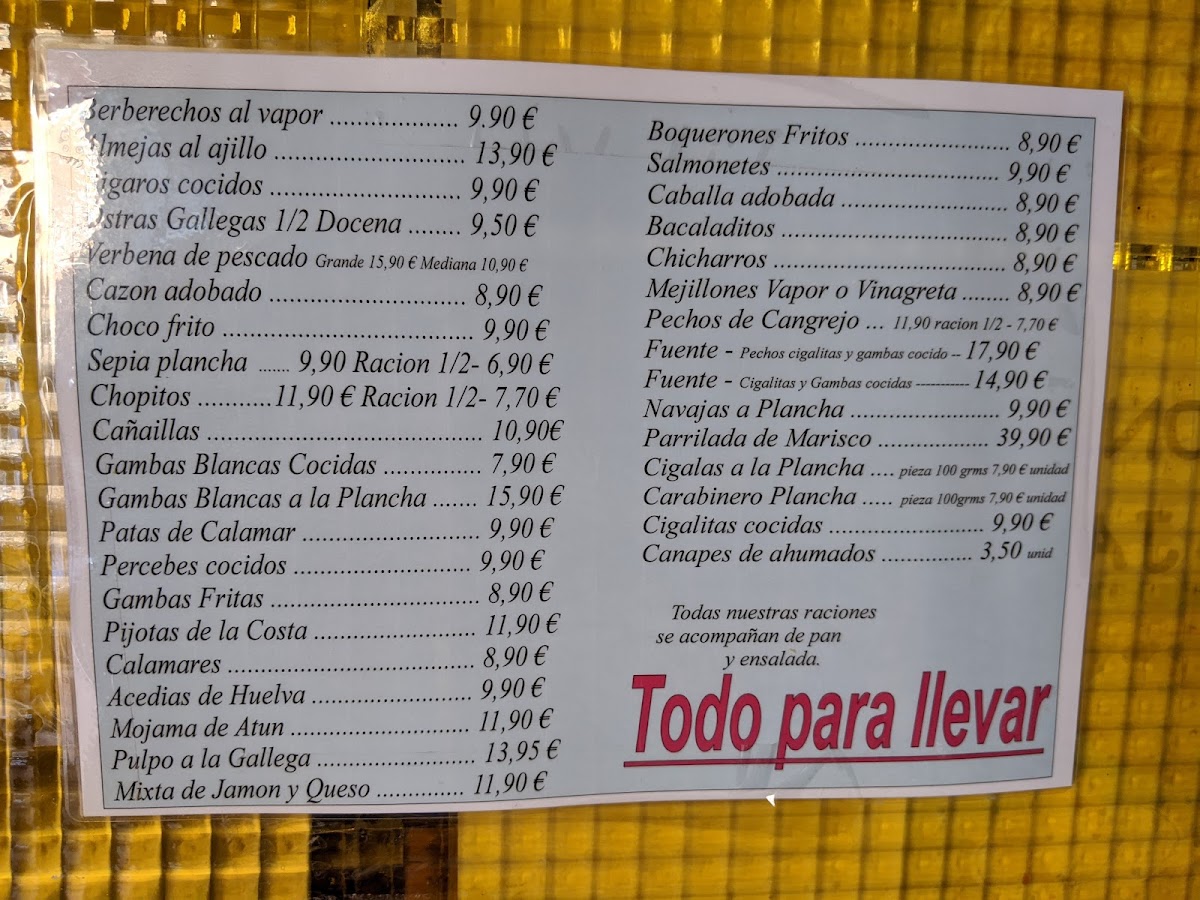 Berberechos al vapor ................... 9.90 €
Almejas al ajillo ............................ 13,90 €
cocidos ............................ 9,90 €
Ostras Gallegas 1/2 Docena ........ 9,50 €
Verbena de pescado Grande 15,90 € Mediana 10,90 €
Cazon adobado ............................. 8,90 €
Choco frito ...................................... 9,90 €
Sepia plancha ....... 9,90 Racion 1/2- 6,90 €
Chopitos ...........11,90 € Racion 1/2- 7,70 €
Cañaillas ........................................ 10,90€
Gambas Blancas Cocidas .............. 7,90 €
Gambas Blancas a la Plancha ....... 15,90 €
Patas de Calamar .......................... 9,90 €
Percebes cocidos .......................... 9,90 €
Gambas Fritas ............................... 8,90 €
Pijotas de la Costa ........................ 11,90 €
Calamares .................................... 8,90 €
Acedias de Huelva ........................ 9,90 €
Mojama de Atun ........................... 11,90 €
Pulpo a la Gallega ........................ 13,95 €
Mixta de Jamon y Queso .............. 11,90 €
Boquerones Fritos ....................... 8,90 €
Salmonetes .................................. 9,90 €
Caballa adobada ......................... 8,90 €
Bacaladitos .................................. 8,90 €
Chicharros ................................... 8,90 €
Mejillones Vapor o Vinagreta ....... 8,90 €
Pechos de Cangrejo ... 11,90 racion 1/2 - 7,70 €
Fuente - Pechos cigalitas y gambas cocido -- 17,90 €
Fuente - Cigalitas y Gambas cocidas ----------- 14,90 €
Navajas a Plancha ...................... 9,90 €
Parrilada de Marisco ................ 39,90 €
Cigalas a la Plancha .... pieza 100 grms 7,90 € unidad
Carabinero Plancha ..... pieza 100grms 7,90 € unidad
Cigalitas cocidas ....................... 9,90 €
Canapes de ahumados .............. 3,50 unid
Todas nuestras raciones
se acompañan de pan
y ensalada.
Todo para llevar